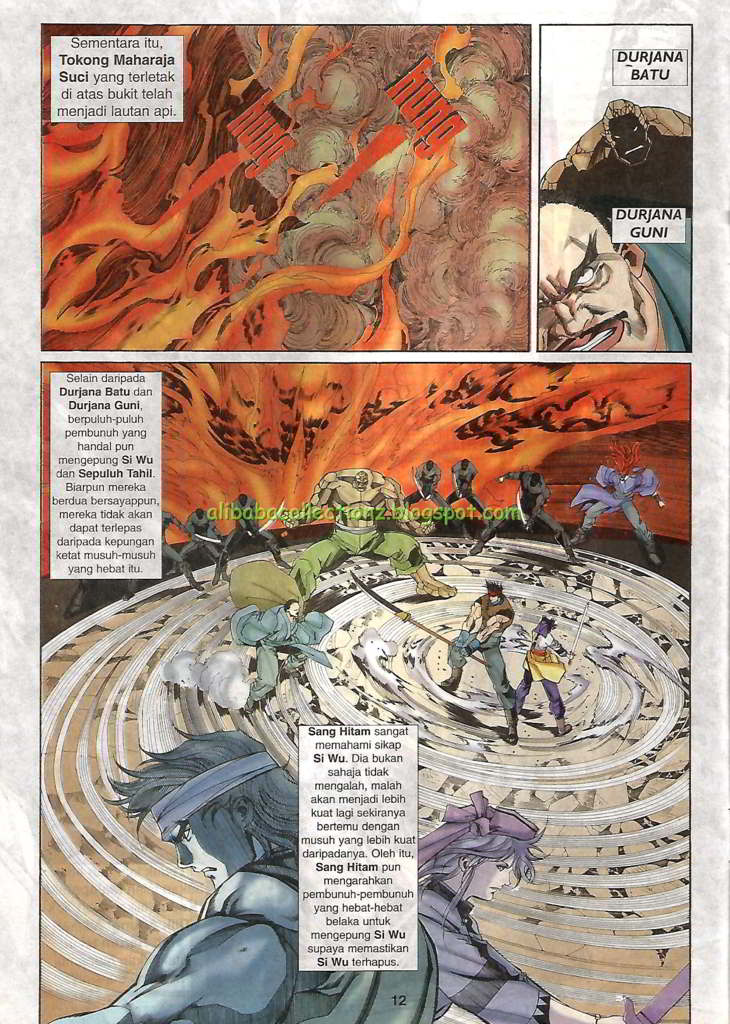 Sementara itu,
Tokong Maharaja
Suci yang terletak
di atas bukit telah
menjadi lautan api.
hung
hung
DURJANA
BATU
DURJANA
GUNI
Selain daripada
Durjana Batu dan
Durjana Guni,
berpuluh-puluh
pembunuh yang
handal pun
mengepung Si Wu
dan Sepuluh Tahil.
Biarpun mereka
berdua bersayappun,
mereka tidak akan
dapat terlepas
daripada kepungan
ketat musuh-musuh
yang hebat itu.
alibabacollectionz.blogspot.com
Sang Hitam sangat
memahami sikap
Si Wu. Dia bukan
sahaja tidak
mengalah, malah
akan menjadi lebih
kuat lagi sekiranya
bertemu dengan
musuh yang lebih kuat
daripadanya. Oleh itu,
Sang Hitam pun
mengarahkan
pembunuh-pembunuh
yang hebat-hebat
belaka untuk
mengepung Si Wu
supaya memastikan
Si Wu terhapus.
12